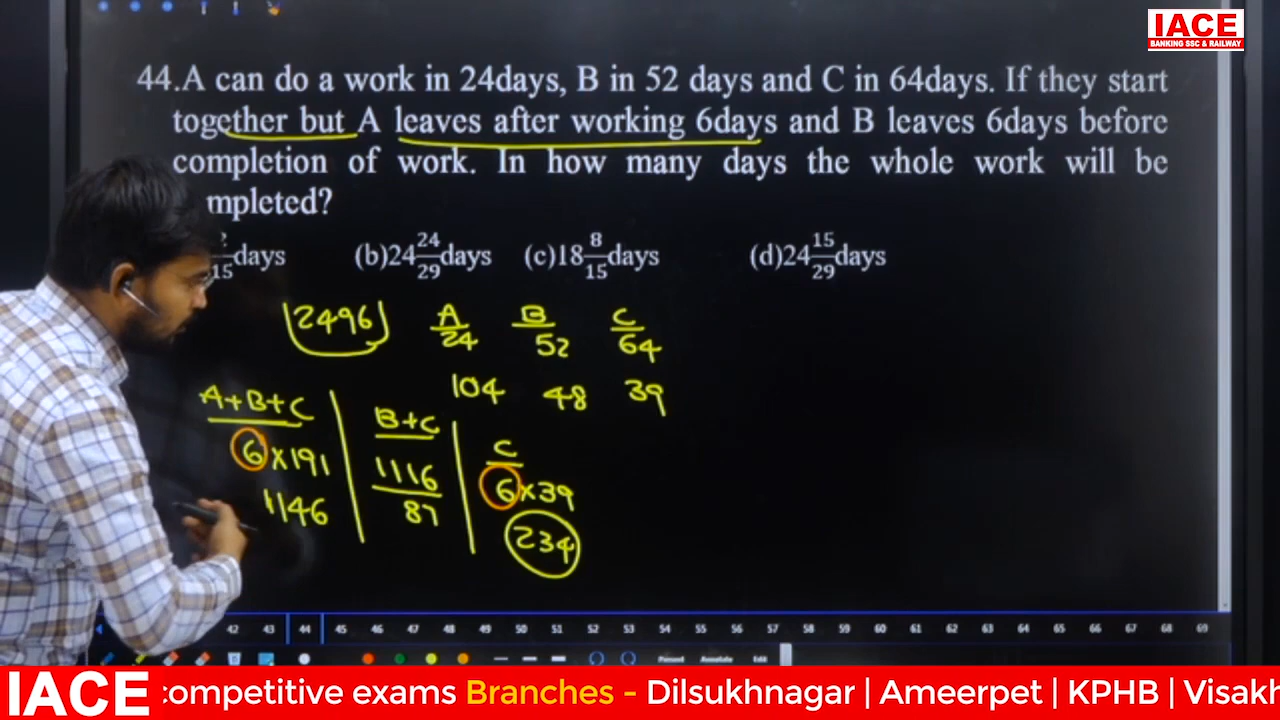 IACE
BANKING SSC & RAILWAY
44.A can do a work in 24days, B in 52 days and C in 64days. If they start
together but A leaves after working 6days and B leaves 6days before
completion of work. In how many days the whole work will be
mpleted?
2/15 days (b)24 24/29 days (c)18 8/15 days (d)24 15/29 days
2496 A/24 B/52 C/64
104 48 39
A+B+C B+C C
6×191 1116/87 6×39
1146 234
42 43 44 45 46 47 48 49 50 51 52 53 54 55 56 57 58 59 60 61 62 63 64 65 66 67 68 69
IACE competitive exams Branches - Dilsukhnagar | Ameerpet | KPHB | Visakh